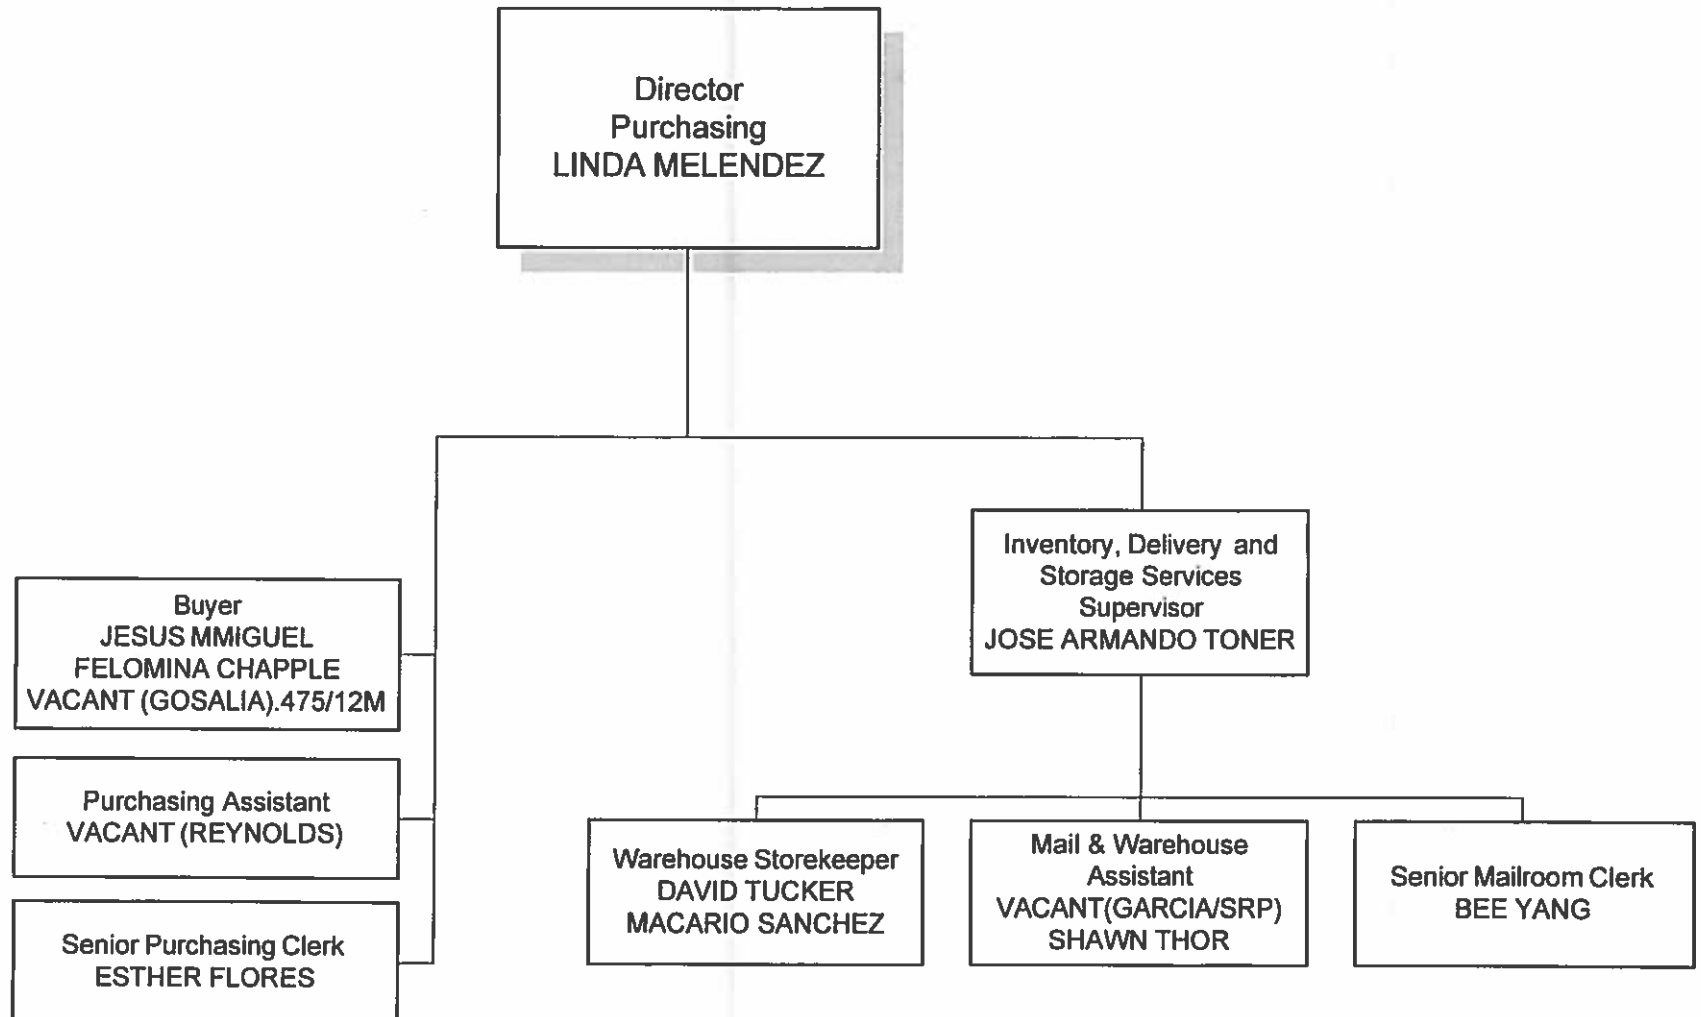 Director
Purchasing
LINDA MELENDEZ
Inventory, Delivery and
Storage Services
Supervisor
JOSE ARMANDO TONER
Buyer
JESUS MMIGUEL
FELOMINA CHAPPLE
VACANT (GOSALIA).475/12M
Purchasing Assistant
VACANT (REYNOLDS)
Senior Purchasing Clerk
ESTHER FLORES
Warehouse Storekeeper
DAVID TUCKER
MACARIO SANCHEZ
Mail & Warehouse
Assistant
VACANT(GARCIA/SRP)
SHAWN THOR
Senior Mailroom Clerk
BEE YANG